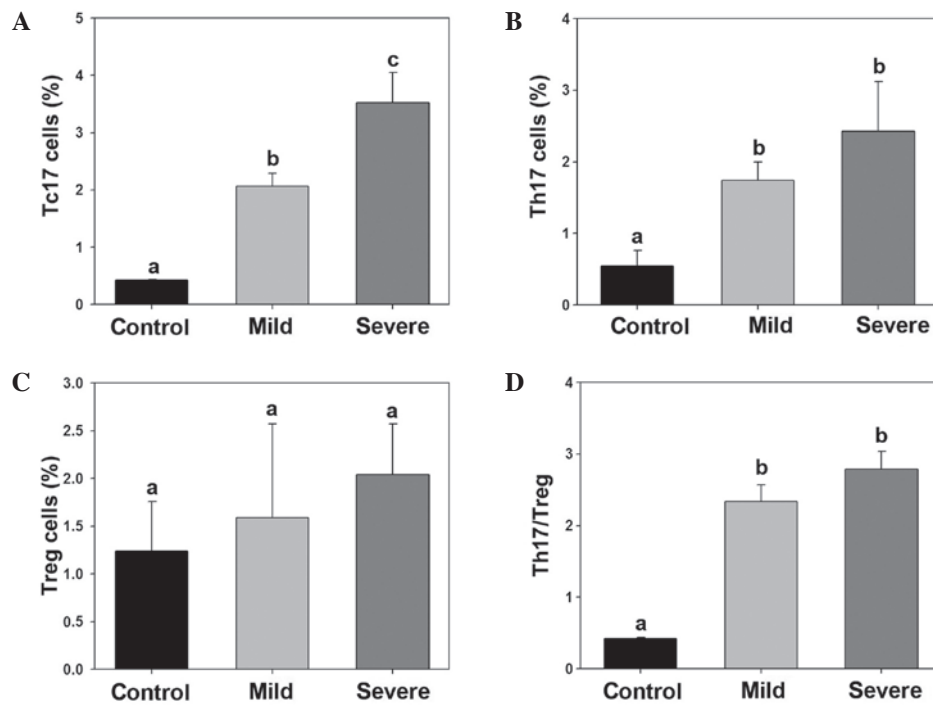 A
Tc17 cells (%)
5
4
3
2
1
0
a
b
c
Control Mild Severe
B
Th17 cells (%)
4
3
2
1
0
a
b
b
Control Mild Severe
C
Treg cells (%)
3.0
2.5
2.0
1.5
1.0
0.5
0.0
a
a
a
Control Mild Severe
D
Th17/Treg
4
3
2
1
0
a
b
b
Control Mild Severe